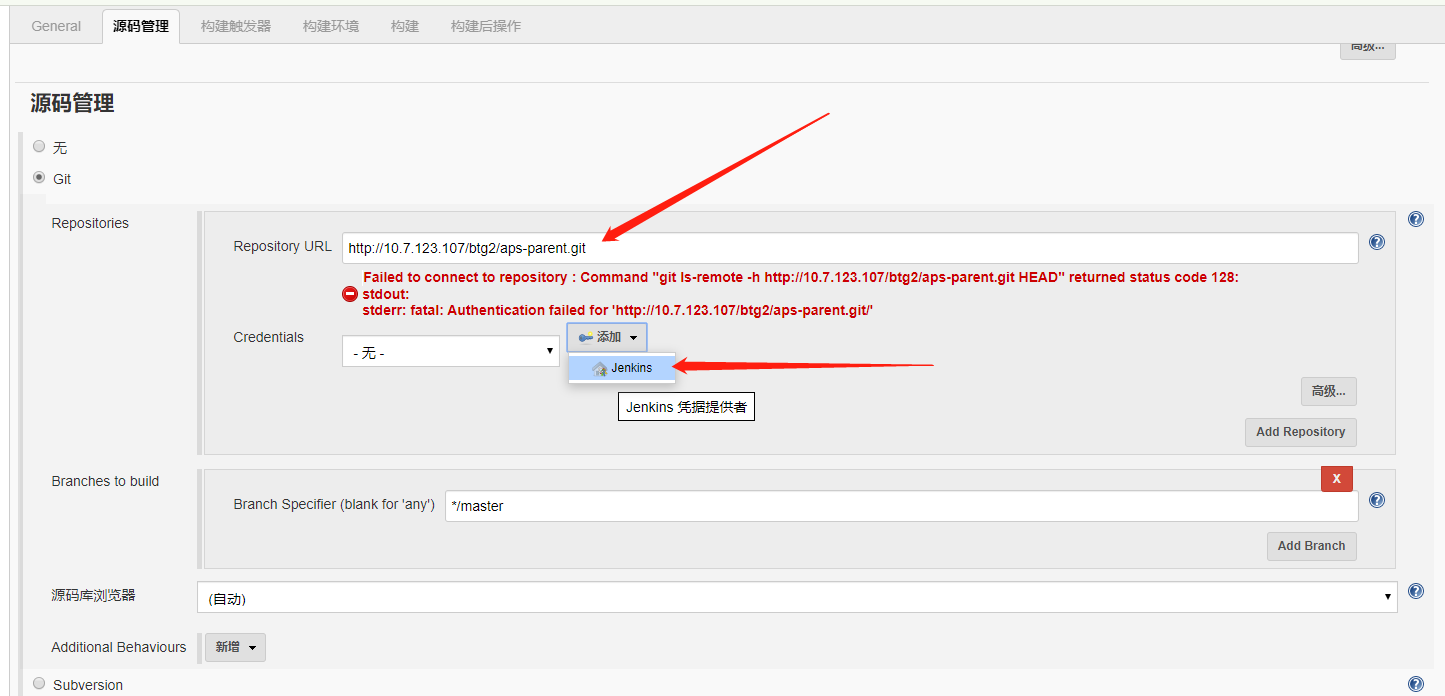 General 源码管理 构建触发器 构建环境 构建 构建后操作
高级...
源码管理
无
Git
Repositories
Repository URL http://10.7.123.107/btg2/aps-parent.git
Failed to connect to repository : Command "git ls-remote -h http://10.7.123.107/btg2/aps-parent.git HEAD" returned status code 128:
stdout:
stderr: fatal: Authentication failed for 'http://10.7.123.107/btg2/aps-parent.git/'
Credentials - 无 - 添加
Jenkins
Jenkins 凭据提供者
高级...
Add Repository
Branches to build
X
Branch Specifier (blank for 'any') */master
Add Branch
源码库浏览器 (自动)
Additional Behaviours 新增
Subversion